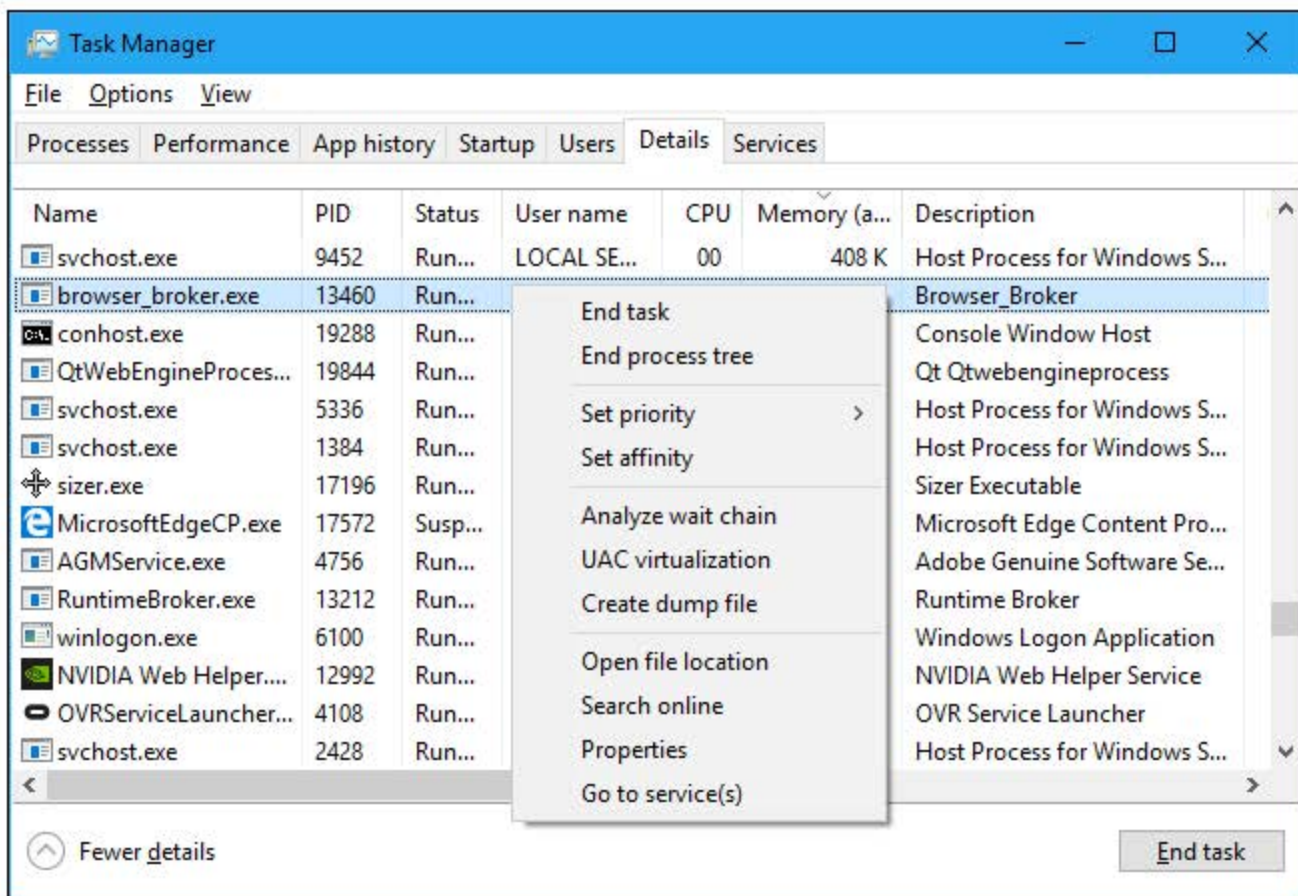 Task Manager
File Options View
Processes Performance App history Startup Users Details Services
Name PID Status User name CPU Memory (a... Description
svchost.exe 9452 Run... LOCAL SE... 00 408 K Host Process for Windows S...
browser_broker.exe 13460 Run... Browser_Broker
conhost.exe 19288 Run... Console Window Host
QtWebEngineProces... 19844 Run... Qt Qtwebengineprocess
svchost.exe 5336 Run... Host Process for Windows S...
svchost.exe 1384 Run... Host Process for Windows S...
sizer.exe 17196 Run... Sizer Executable
MicrosoftEdgeCP.exe 17572 Susp... Microsoft Edge Content Pro...
AGMService.exe 4756 Run... Adobe Genuine Software Se...
RuntimeBroker.exe 13212 Run... Runtime Broker
winlogon.exe 6100 Run... Windows Logon Application
NVIDIA Web Helper.... 12992 Run... NVIDIA Web Helper Service
OVRServiceLauncher... 4108 Run... OVR Service Launcher
svchost.exe 2428 Run... Host Process for Windows S...
End task
End process tree
Set priority
Set affinity
Analyze wait chain
UAC virtualization
Create dump file
Open file location
Search online
Properties
Go to service(s)
Fewer details
End task